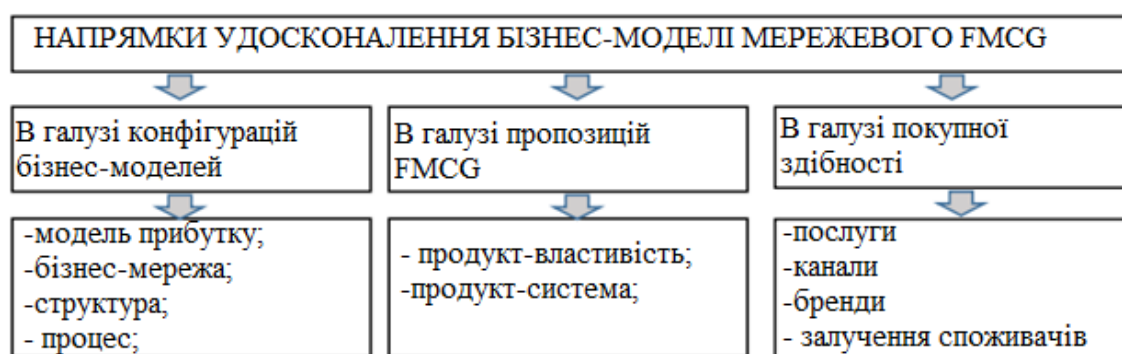 НАПРЯМКИ УДОСКОНАЛЕННЯ БІЗНЕС-МОДЕЛІ МЕРЕЖЕВОГО FMCG
В галузі конфігурацій
бізнес-моделей
-модель прибутку;
-бізнес-мережа;
-структура;
- процес;
В галузі пропозицій
FMCG
- продукт-властивість;
-продукт-система;
В галузі покупної
здібності
-послуги
-канали
-бренди
- залучення споживачів